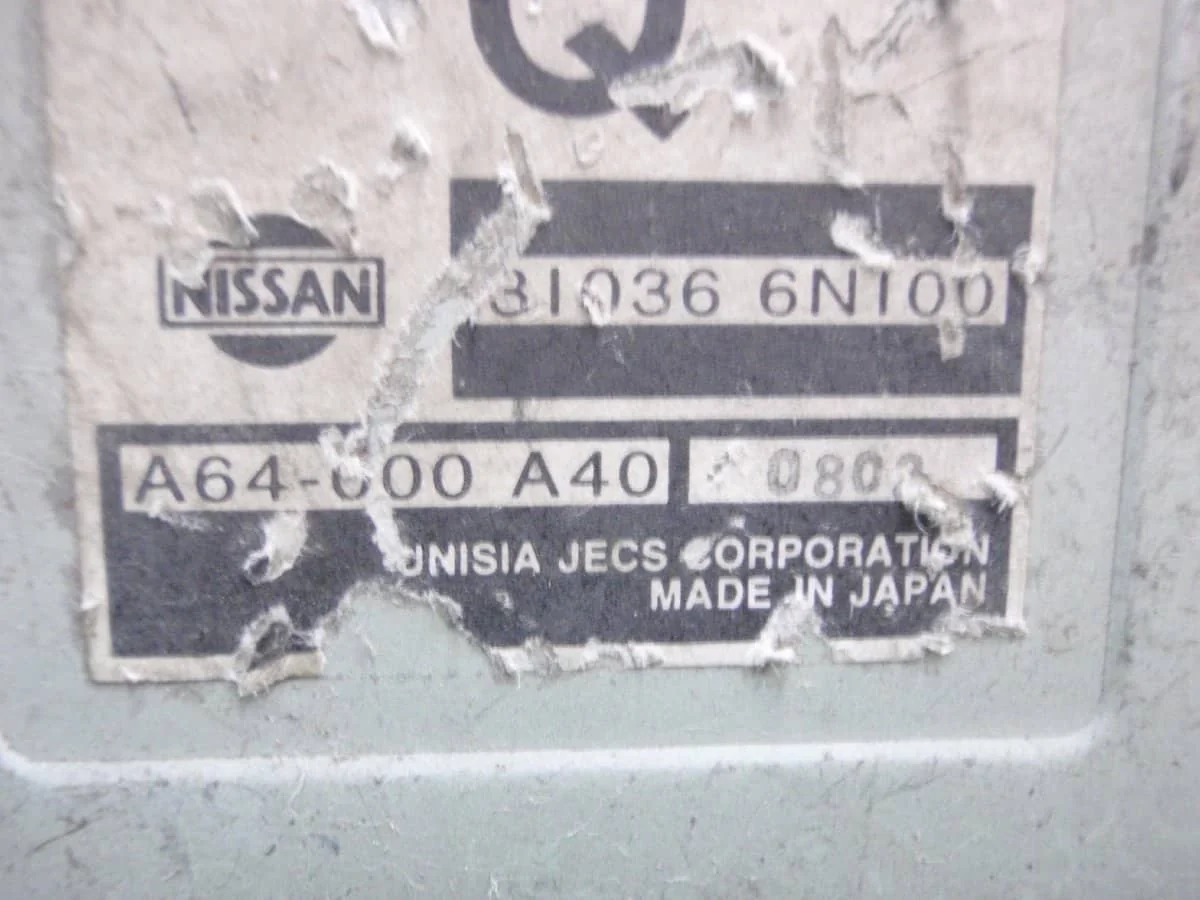 Q
NISSAN
31036 6N100
A64-000 A40
UNISIA JECS CORPORATION
MADE IN JAPAN